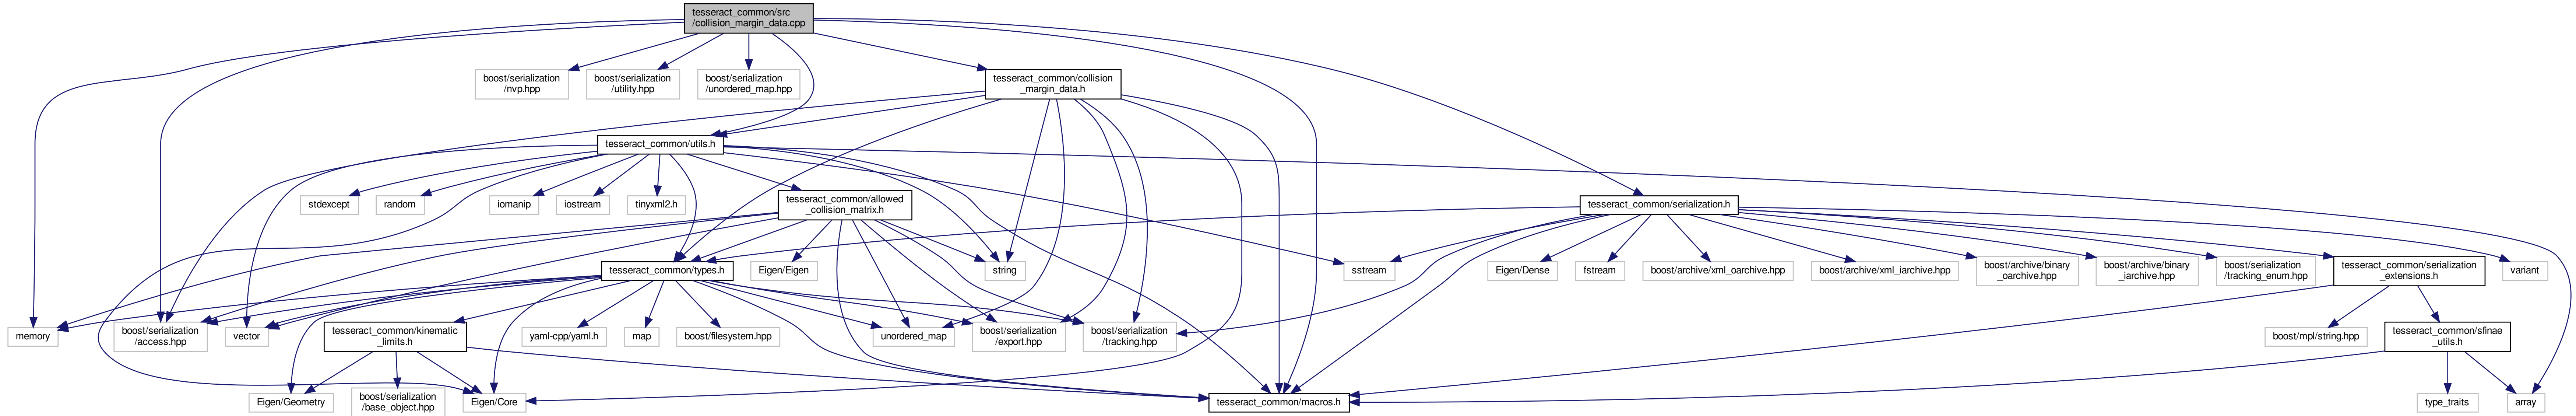 tesseract_common/src
/collision_margin_data.cpp
boost/serialization
/nvp.hpp
boost/serialization
/utility.hpp
boost/serialization
/unordered_map.hpp
tesseract_common/collision
_margin_data.h
tesseract_common/utils.h
stdexcept
random
iomanip
iostream
tinyxml2.h
tesseract_common/allowed
_collision_matrix.h
tesseract_common/serialization.h
tesseract_common/types.h
Eigen/Eigen
string
sstream
Eigen/Dense
fstream
boost/archive/xml_oarchive.hpp
boost/archive/xml_iarchive.hpp
boost/archive/binary
_oarchive.hpp
boost/archive/binary
_iarchive.hpp
boost/serialization
/tracking_enum.hpp
tesseract_common/serialization
_extensions.h
variant
memory
boost/serialization
/access.hpp
vector
tesseract_common/kinematic
_limits.h
yaml-cpp/yaml.h
map
boost/filesystem.hpp
unordered_map
boost/serialization
/export.hpp
boost/serialization
/tracking.hpp
boost/mpl/string.hpp
tesseract_common/sfinae
_utils.h
Eigen/Geometry
boost/serialization
/base_object.hpp
Eigen/Core
tesseract_common/macros.h
type_traits
array